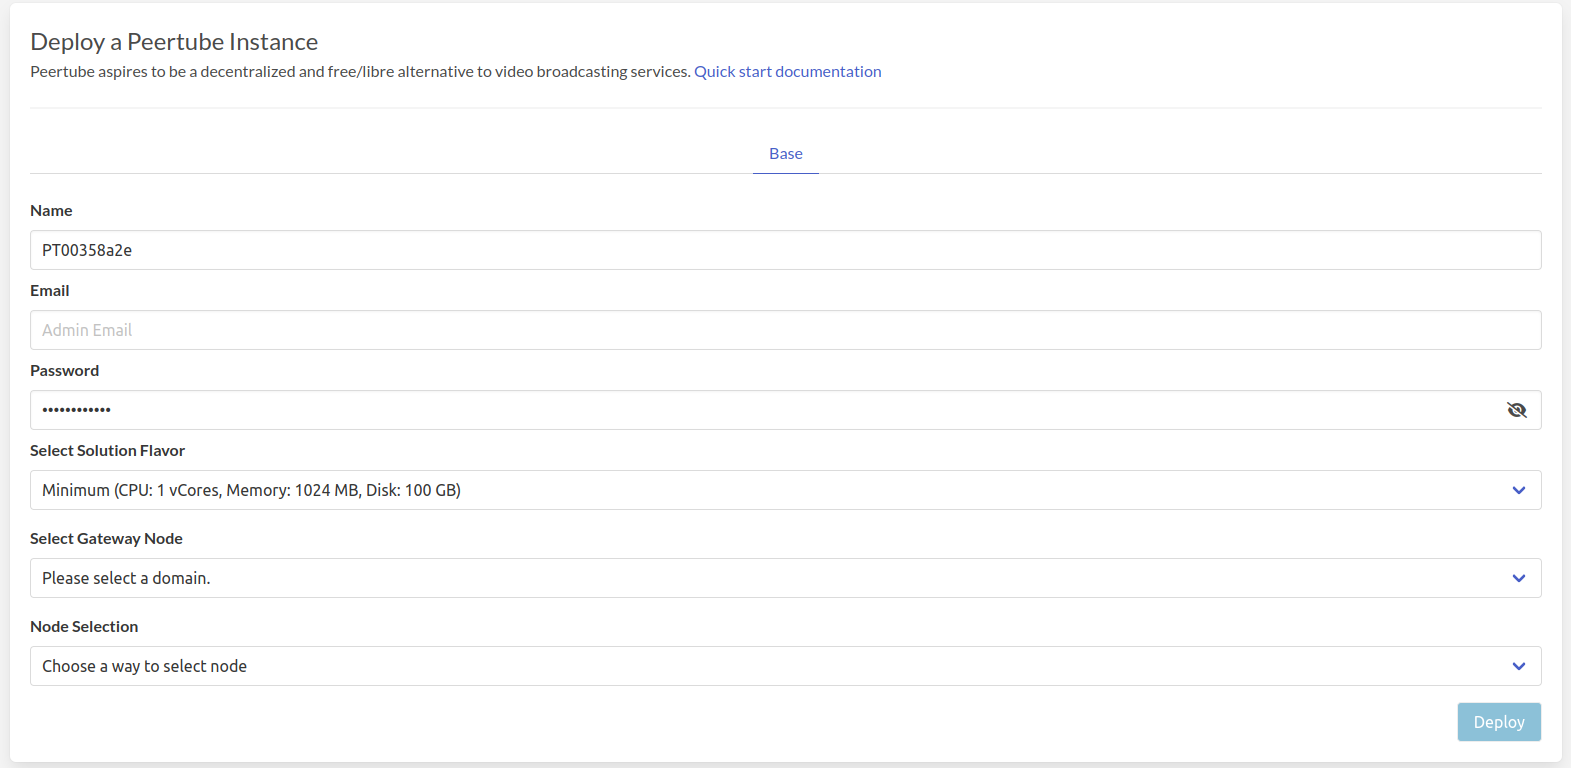 Deploy a Peertube Instance
Peertube aspires to be a decentralized and free/libre alternative to video broadcasting services. Quick start documentation
Base
Name
PT00358a2e
Email
Admin Email
Password
••••••••••••
Select Solution Flavor
Minimum (CPU: 1 vCores, Memory: 1024 MB, Disk: 100 GB)
Select Gateway Node
Please select a domain.
Node Selection
Choose a way to select node
Deploy